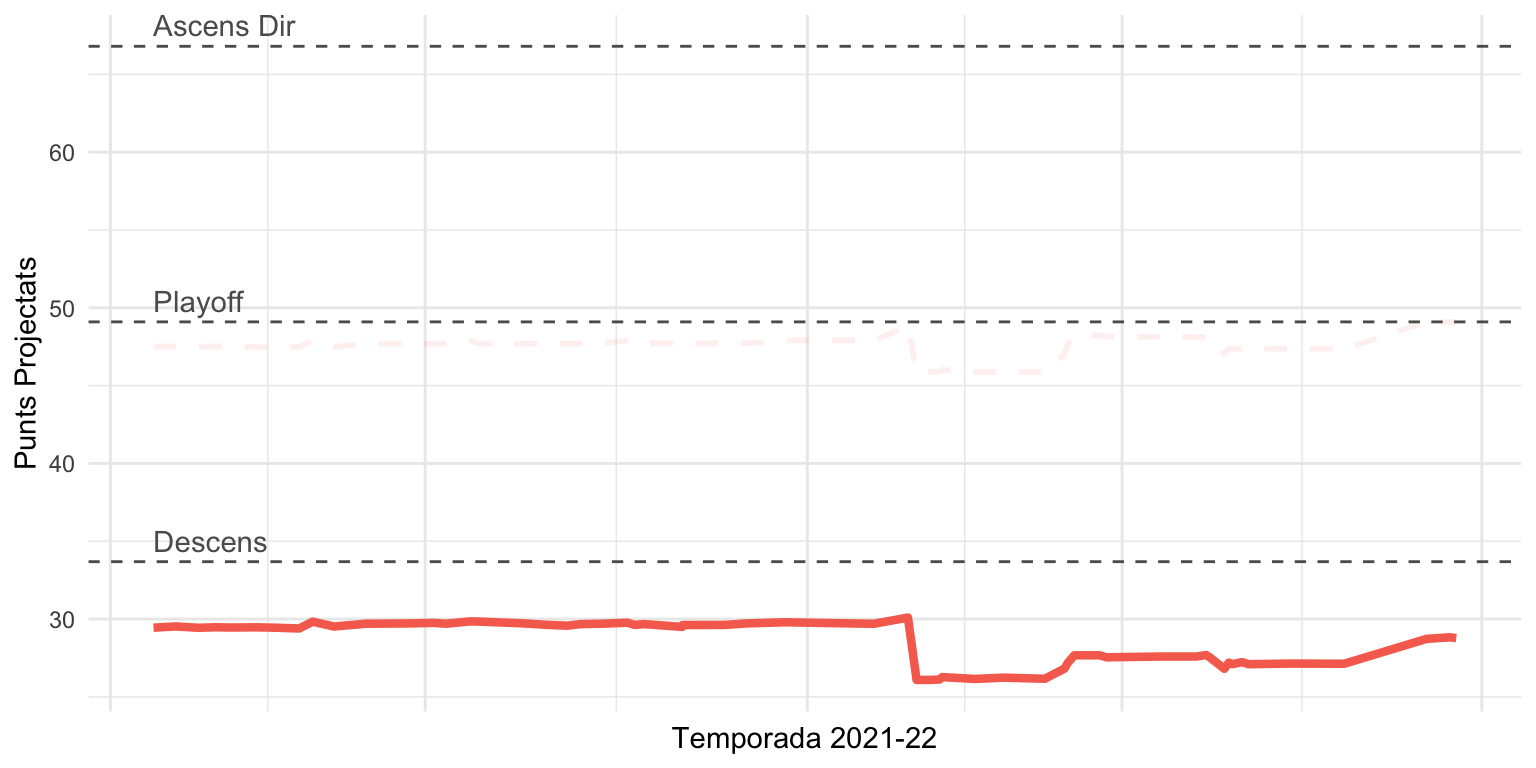 Ascens Dir
60
Playoff
50
Punts Projectats
40
Descens
30
Temporada 2021-22